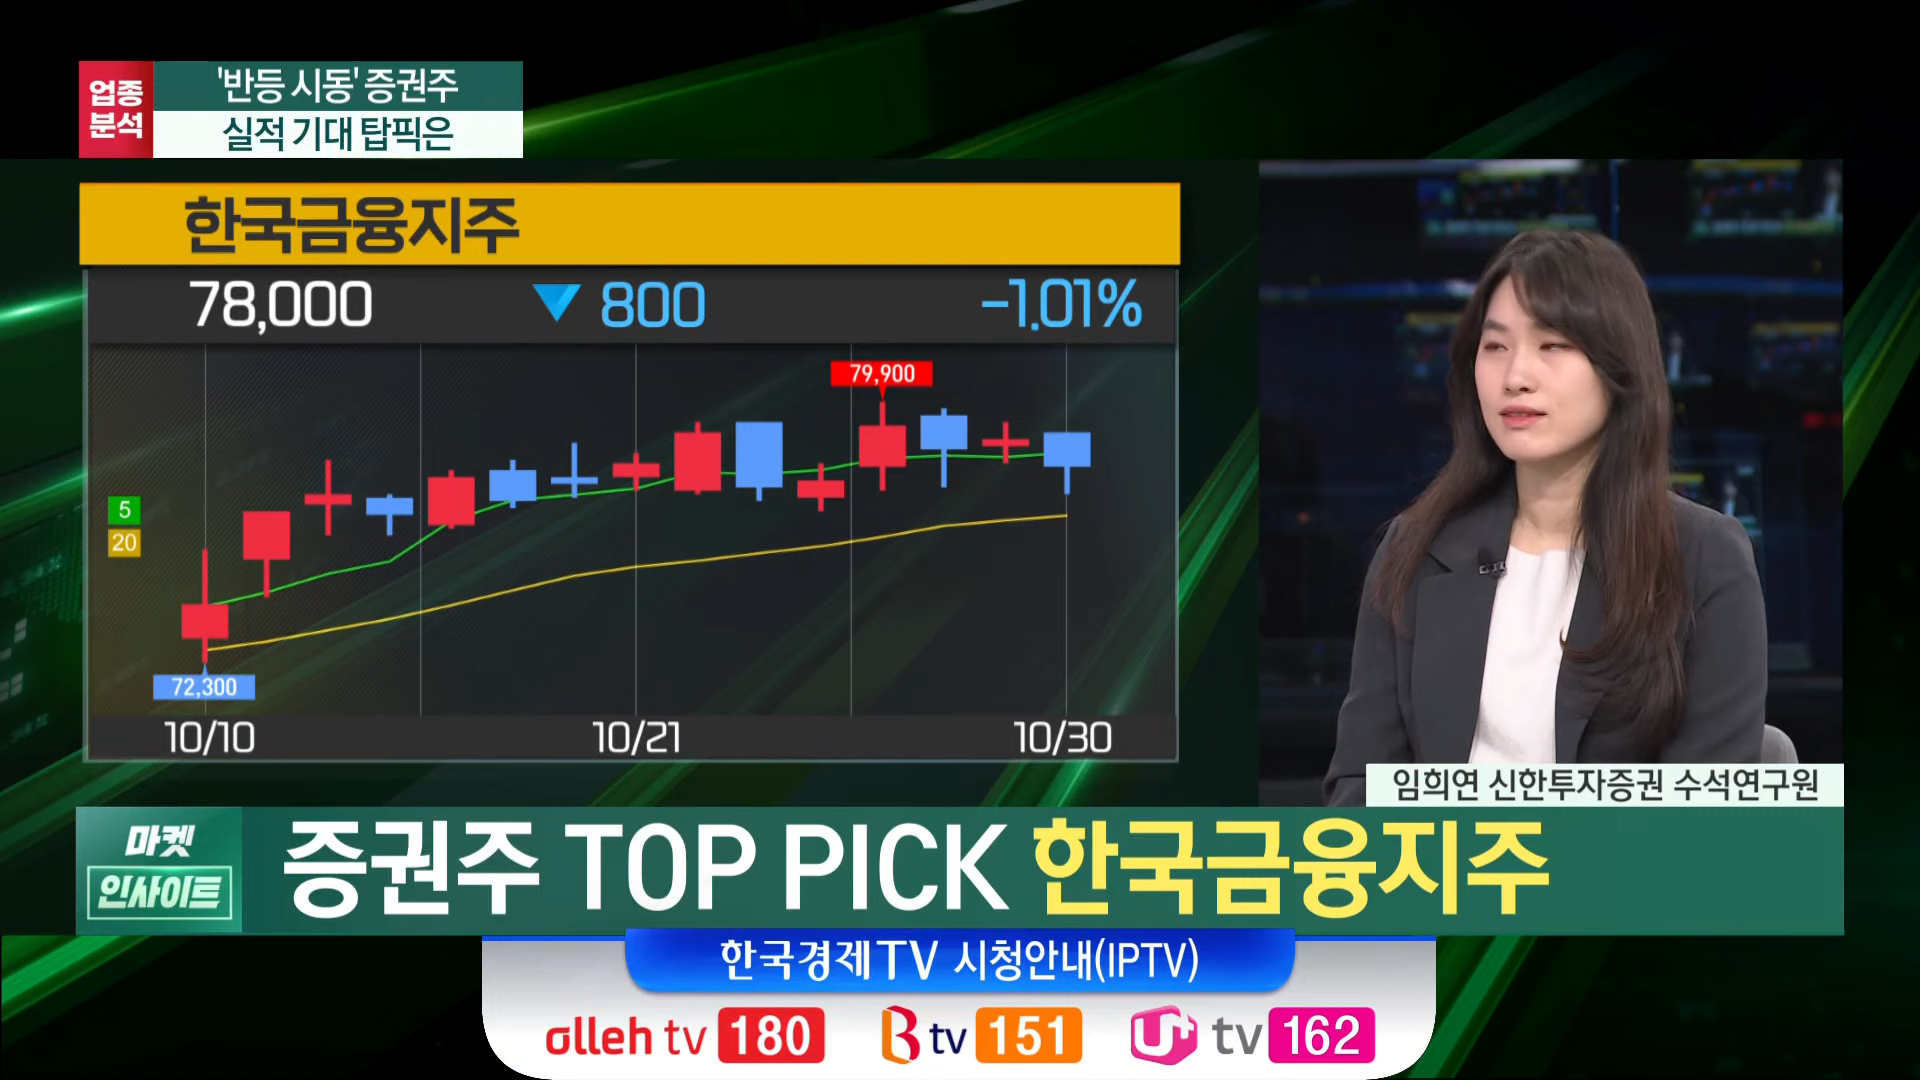 업종
분석
'반등 시동' 증권주
실적 기대 탑픽은
한국금융지주
78,000 ▼ 800 -1.01%
79,900
5
20
72,300
10/10 10/21 10/30
임희연 신한투자증권 수석연구원
마켓
인사이트
증권주 TOP PICK 한국금융지주
한국경제TV 시청안내(IPTV)
olleh tv 180 B tv 151 U+ tv 162